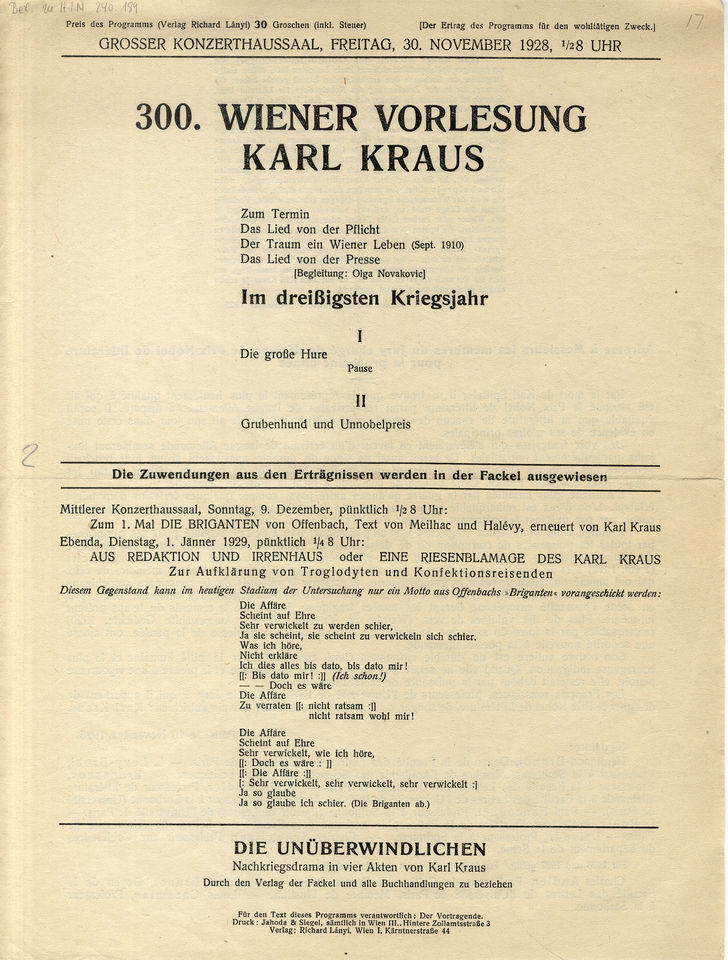 Bei. zu H.I.N. 240.189
17
Preis des Programms (Verlag Richard Lányi) 30 Groschen (inkl. Steuer) [Der Ertrag des Programms für den wohltätigen Zweck.]
GROSSER KONZERTHAUSSAAL, FREITAG, 30. NOVEMBER 1928, 1/2 8 UHR
300. WIENER VORLESUNG
KARL KRAUS
Zum Termin
Das Lied von der Pflicht
Der Traum ein Wiener Leben (Sept. 1910)
Das Lied von der Presse
[Begleitung: Olga Novakovic]
Im dreißigsten Kriegsjahr
I
Die große Hure
Pause
II
Grubenhund und Unnobelpreis
2
Die Zuwendungen aus den Erträgnissen werden in der Fackel ausgewiesen
Mittlerer Konzerthaussaal, Sonntag, 9. Dezember, pünktlich 1/2 8 Uhr:
Zum 1. Mal DIE BRIGANTEN von Offenbach, Text von Meilhac und Halévy, erneuert von Karl Kraus
Ebenda, Dienstag, 1. Jänner 1929, pünktlich 1/4 8 Uhr:
AUS REDAKTION UND IRRENHAUS oder EINE RIESENBLAMAGE DES KARL KRAUS
Zur Aufklärung von Troglodyten und Konfektionsreisenden
Diesem Gegenstand kann im heutigen Stadium der Untersuchung nur ein Motto aus Offenbachs »Briganten« vorangeschickt werden:
Die Affäre
Scheint auf Ehre
Sehr verwickelt zu werden schier,
Ja sie scheint, sie scheint zu verwickeln sich schier.
Was ich höre,
Nicht erkläre
Ich dies alles bis dato, bis dato mir!
[[: Bis dato mir! :]] (Ich schon!)
— — Doch es wäre
Die Affäre
Zu verraten [[: nicht ratsam :]]
nicht ratsam wohl mir!
Die Affäre
Scheint auf Ehre
Sehr verwickelt, wie ich höre,
[[: Doch es wäre : ]]
[[: Die Affäre :]]
[: Sehr verwickelt, sehr verwickelt, sehr verwickelt :]
Ja so glaube
Ja so glaube ich schier. (Die Briganten ab.)
DIE UNÜBERWINDLICHEN
Nachkriegsdrama in vier Akten von Karl Kraus
Durch den Verlag der Fackel und alle Buchhandlungen zu beziehen
Für den Text dieses Programms verantwortlich: Der Vortragende.
Druck: Jahoda & Siegel, sämtlich in Wien III., Hintere Zollamtsstraße 3
Verlag: Richard Lányi, Wien I. Kärntnerstraße 44